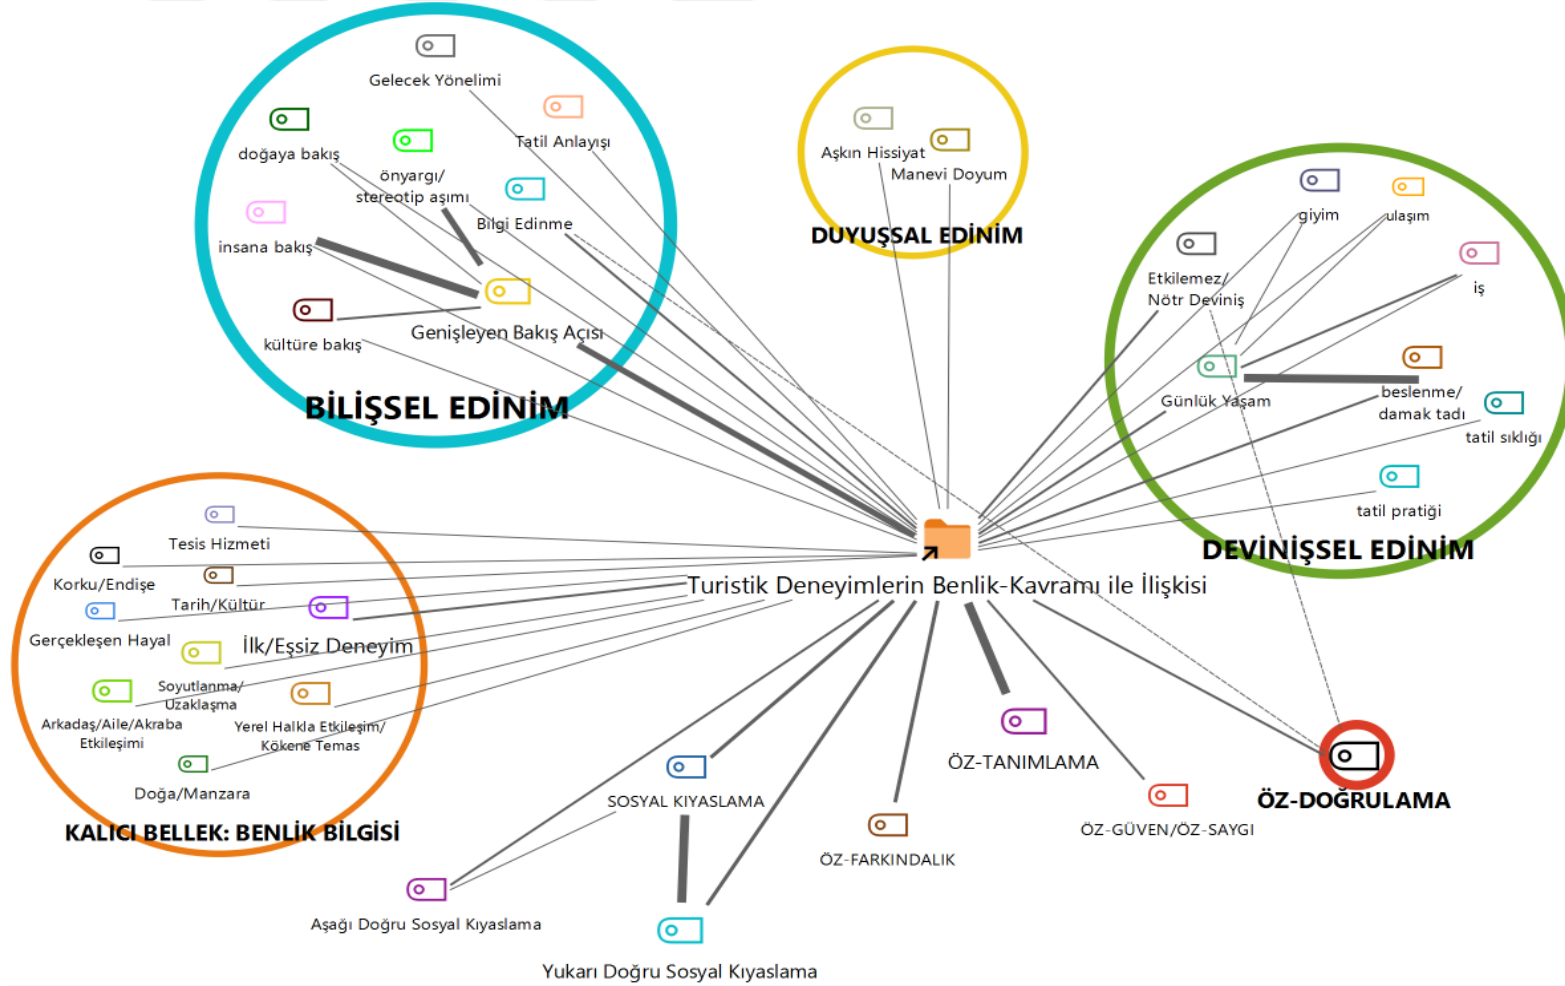 Gelecek Yönelimi
Tatil Anlayışı
doğaya bakış
önyargı/
stereotip aşımı
Bilgi Edinme
insana bakış
kültüre bakış
Genişleyen Bakış Açısı
BİLİŞSEL EDİNİM
Aşkın Hissiyat
Manevi Doyum
DUYUŞSAL EDİNİM
giyim
ulaşım
Etkilemez/
Nötr Deviniş
iş
Günlük Yaşam
beslenme/
damak tadı
tatil sıklığı
tatil pratiği
DEVİNİŞSEL EDİNİM
Turistik Deneyimlerin Benlik-Kavramı ile İlişkisi
Tesis Hizmeti
Korku/Endişe
Tarih/Kültür
Gerçekleşen Hayal
İlk/Eşsiz Deneyim
Soyutlanma/
Uzaklaşma
Arkadaş/Aile/Akraba
Etkileşimi
Yerel Halkla Etkileşim/
Kökene Temas
Doğa/Manzara
KALICI BELLEK: BENLİK BİLGİSİ
SOSYAL KIYASLAMA
ÖZ-TANIMLAMA
ÖZ-FARKINDALIK
ÖZ-GÜVEN/ÖZ-SAYGI
ÖZ-DOĞRULAMA
Aşağı Doğru Sosyal Kıyaslama
Yukarı Doğru Sosyal Kıyaslama